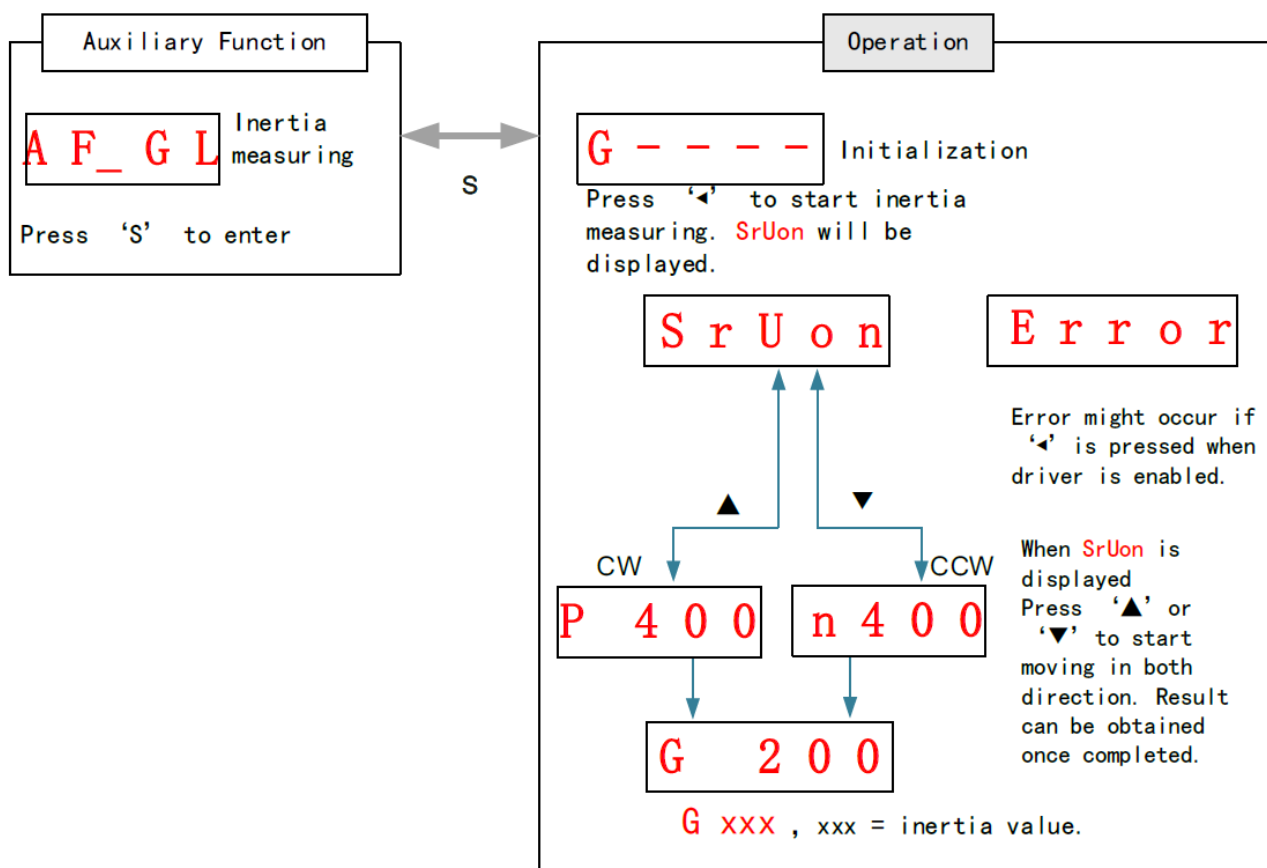 Auxiliary Function
A F_ G L
Inertia
measuring
Press ‘S’ to enter
S
Operation
G - - - -
Initialization
Press ‘◂’ to start inertia
measuring. SrUon will be
displayed.
S r U o n
E r r o r
Error might occur if
‘◂’ is pressed when
driver is enabled.
▲
▼
CW
CCW
P 4 0 0
n 4 0 0
When SrUon is
displayed
Press ‘▲’ or
‘▼’ to start
moving in both
direction. Result
can be obtained
once completed.
G 2 0 0
G xxx , xxx = inertia value.